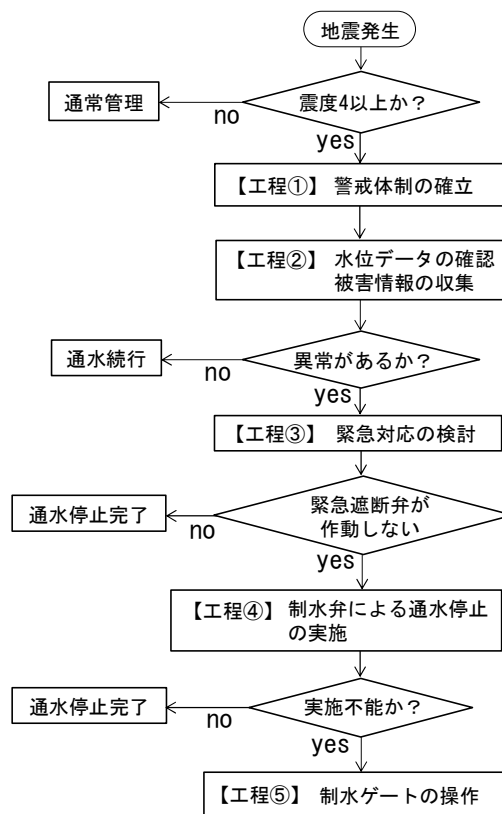 地震発生
震度4以上か？
通常管理
no
yes
【工程①】 警戒体制の確立
【工程②】 水位データの確認
被害情報の収集
異常があるか？
通水続行
no
yes
【工程③】 緊急対応の検討
緊急遮断弁が
作動しない
通水停止完了
no
yes
【工程④】 制水弁による通水停止
の実施
実施不能か？
通水停止完了
no
yes
【工程⑤】 制水ゲートの操作